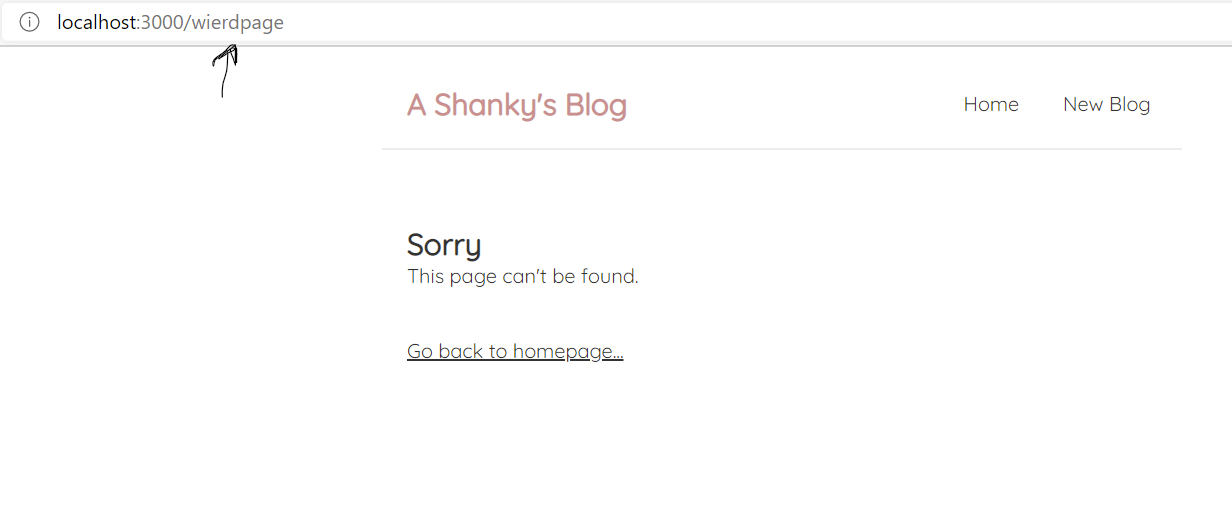 localhost:3000/wierdpage
A Shanky's Blog
Home
New Blog
Sorry
This page can't be found.
Go back to homepage...